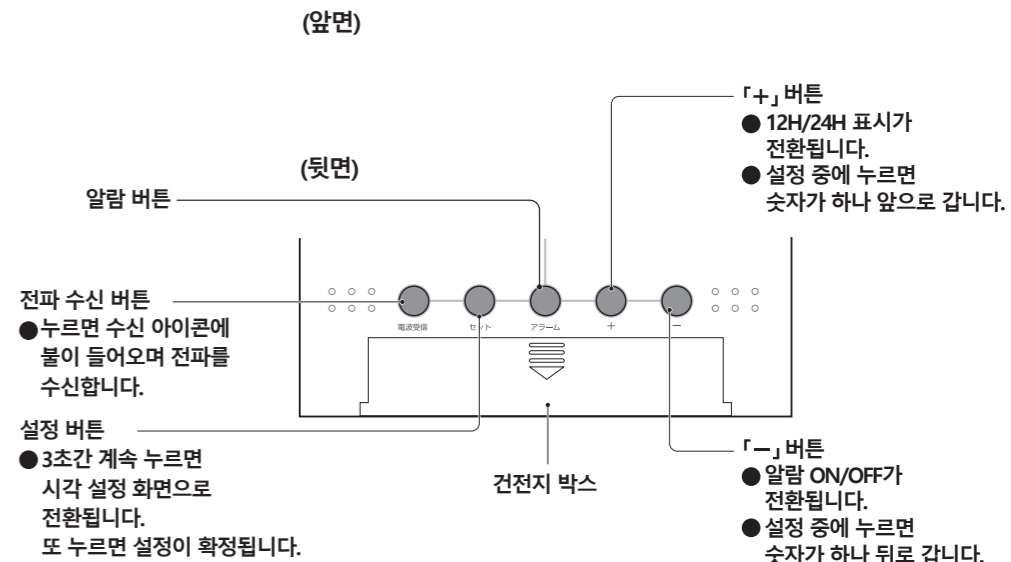 (앞면)
「+」 버튼
● 12H/24H 표시가
전환됩니다.
● 설정 중에 누르면
숫자가 하나 앞으로 갑니다.
(뒷면)
알람 버튼
전파 수신 버튼
● 누르면 수신 아이콘에
불이 들어오며 전파를
수신합니다.
電波受信
セット
アラーム
+
−
설정 버튼
● 3초간 계속 누르면
시각 설정 화면으로
전환됩니다.
또 누르면 설정이 확정됩니다.
건전지 박스
「−」 버튼
● 알람 ON/OFF가
전환됩니다.
● 설정 중에 누르면
숫자가 하나 뒤로 갑니다.